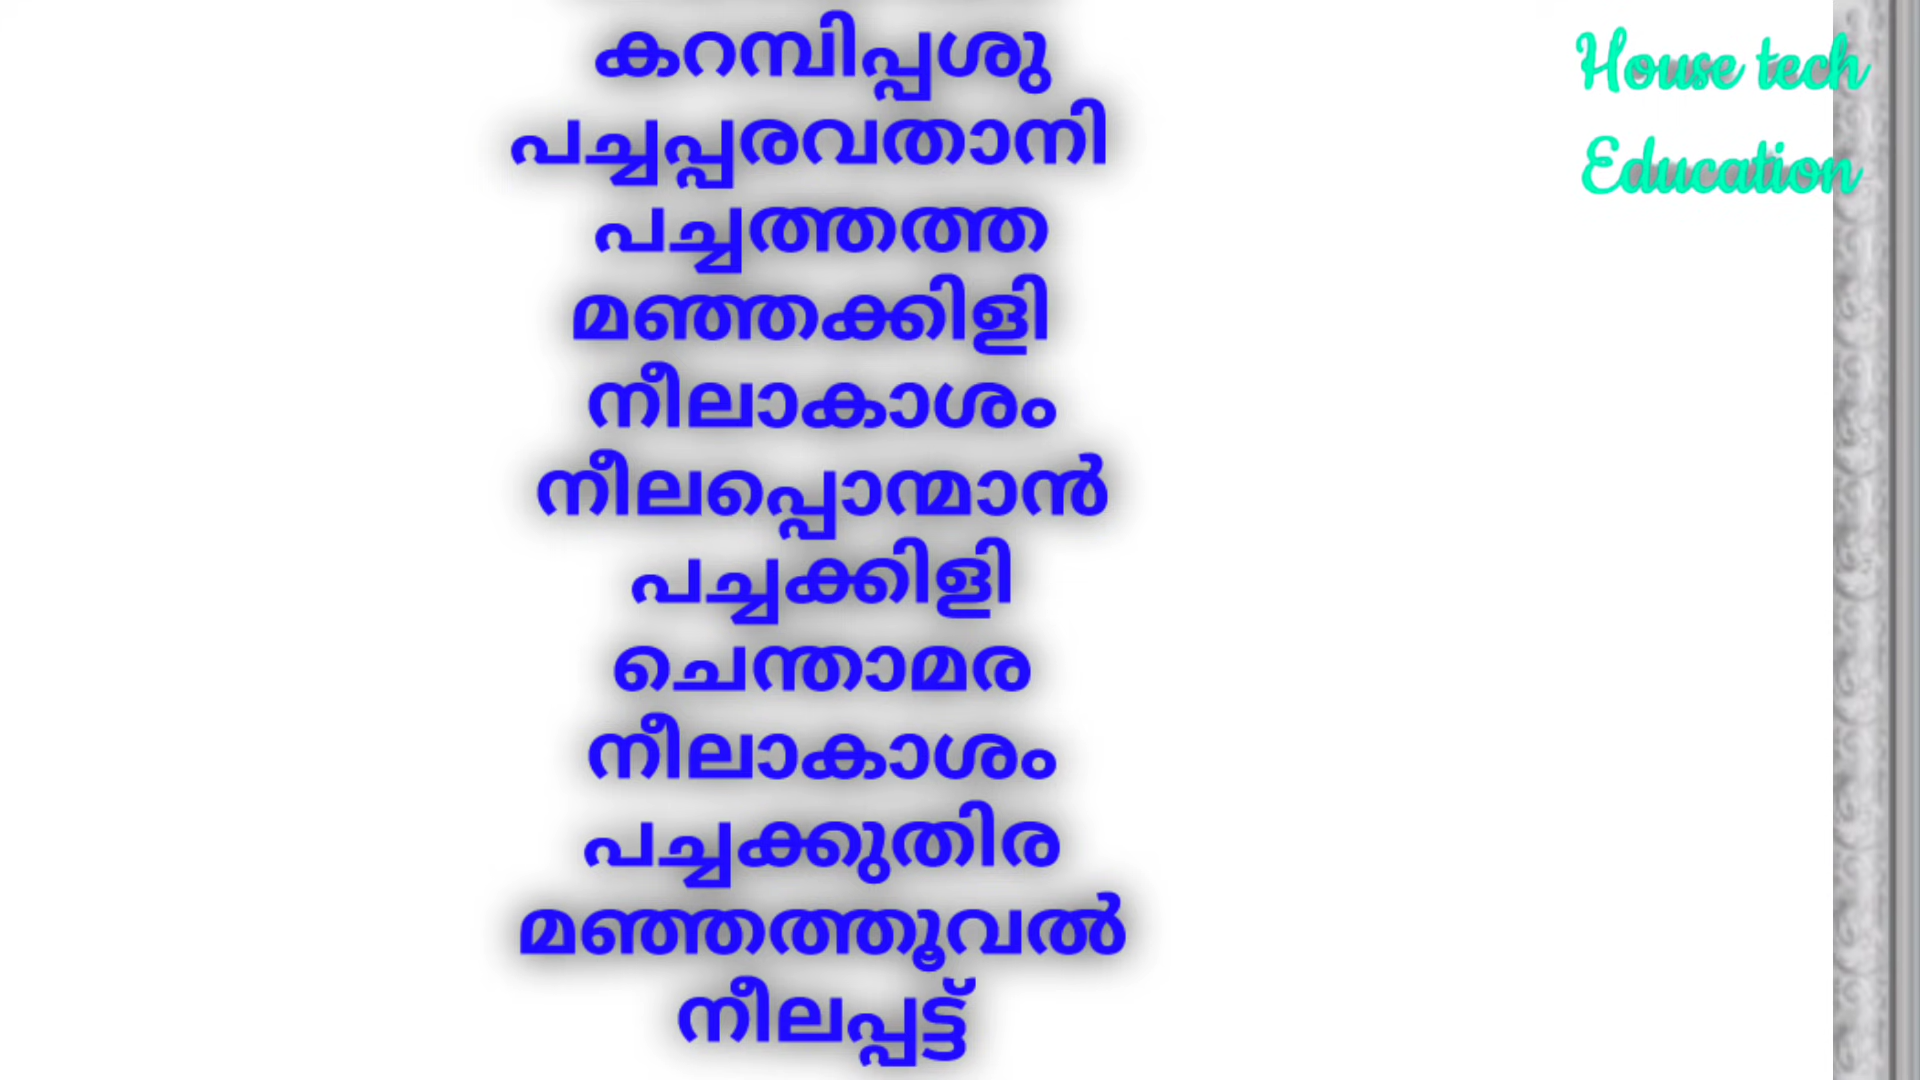 കറമ്പിപ്പശു
പച്ചപ്പരവതാനി
പച്ചത്തത്ത
മഞ്ഞക്കിളി
നീലാകാശം
നീലപ്പൊന്മാൻ
പച്ചക്കിളി
ചെന്താമര
നീലാകാശം
പച്ചക്കുതിര
മഞ്ഞത്തൂവൽ
നീലപ്പട്ട്
House tech
Education